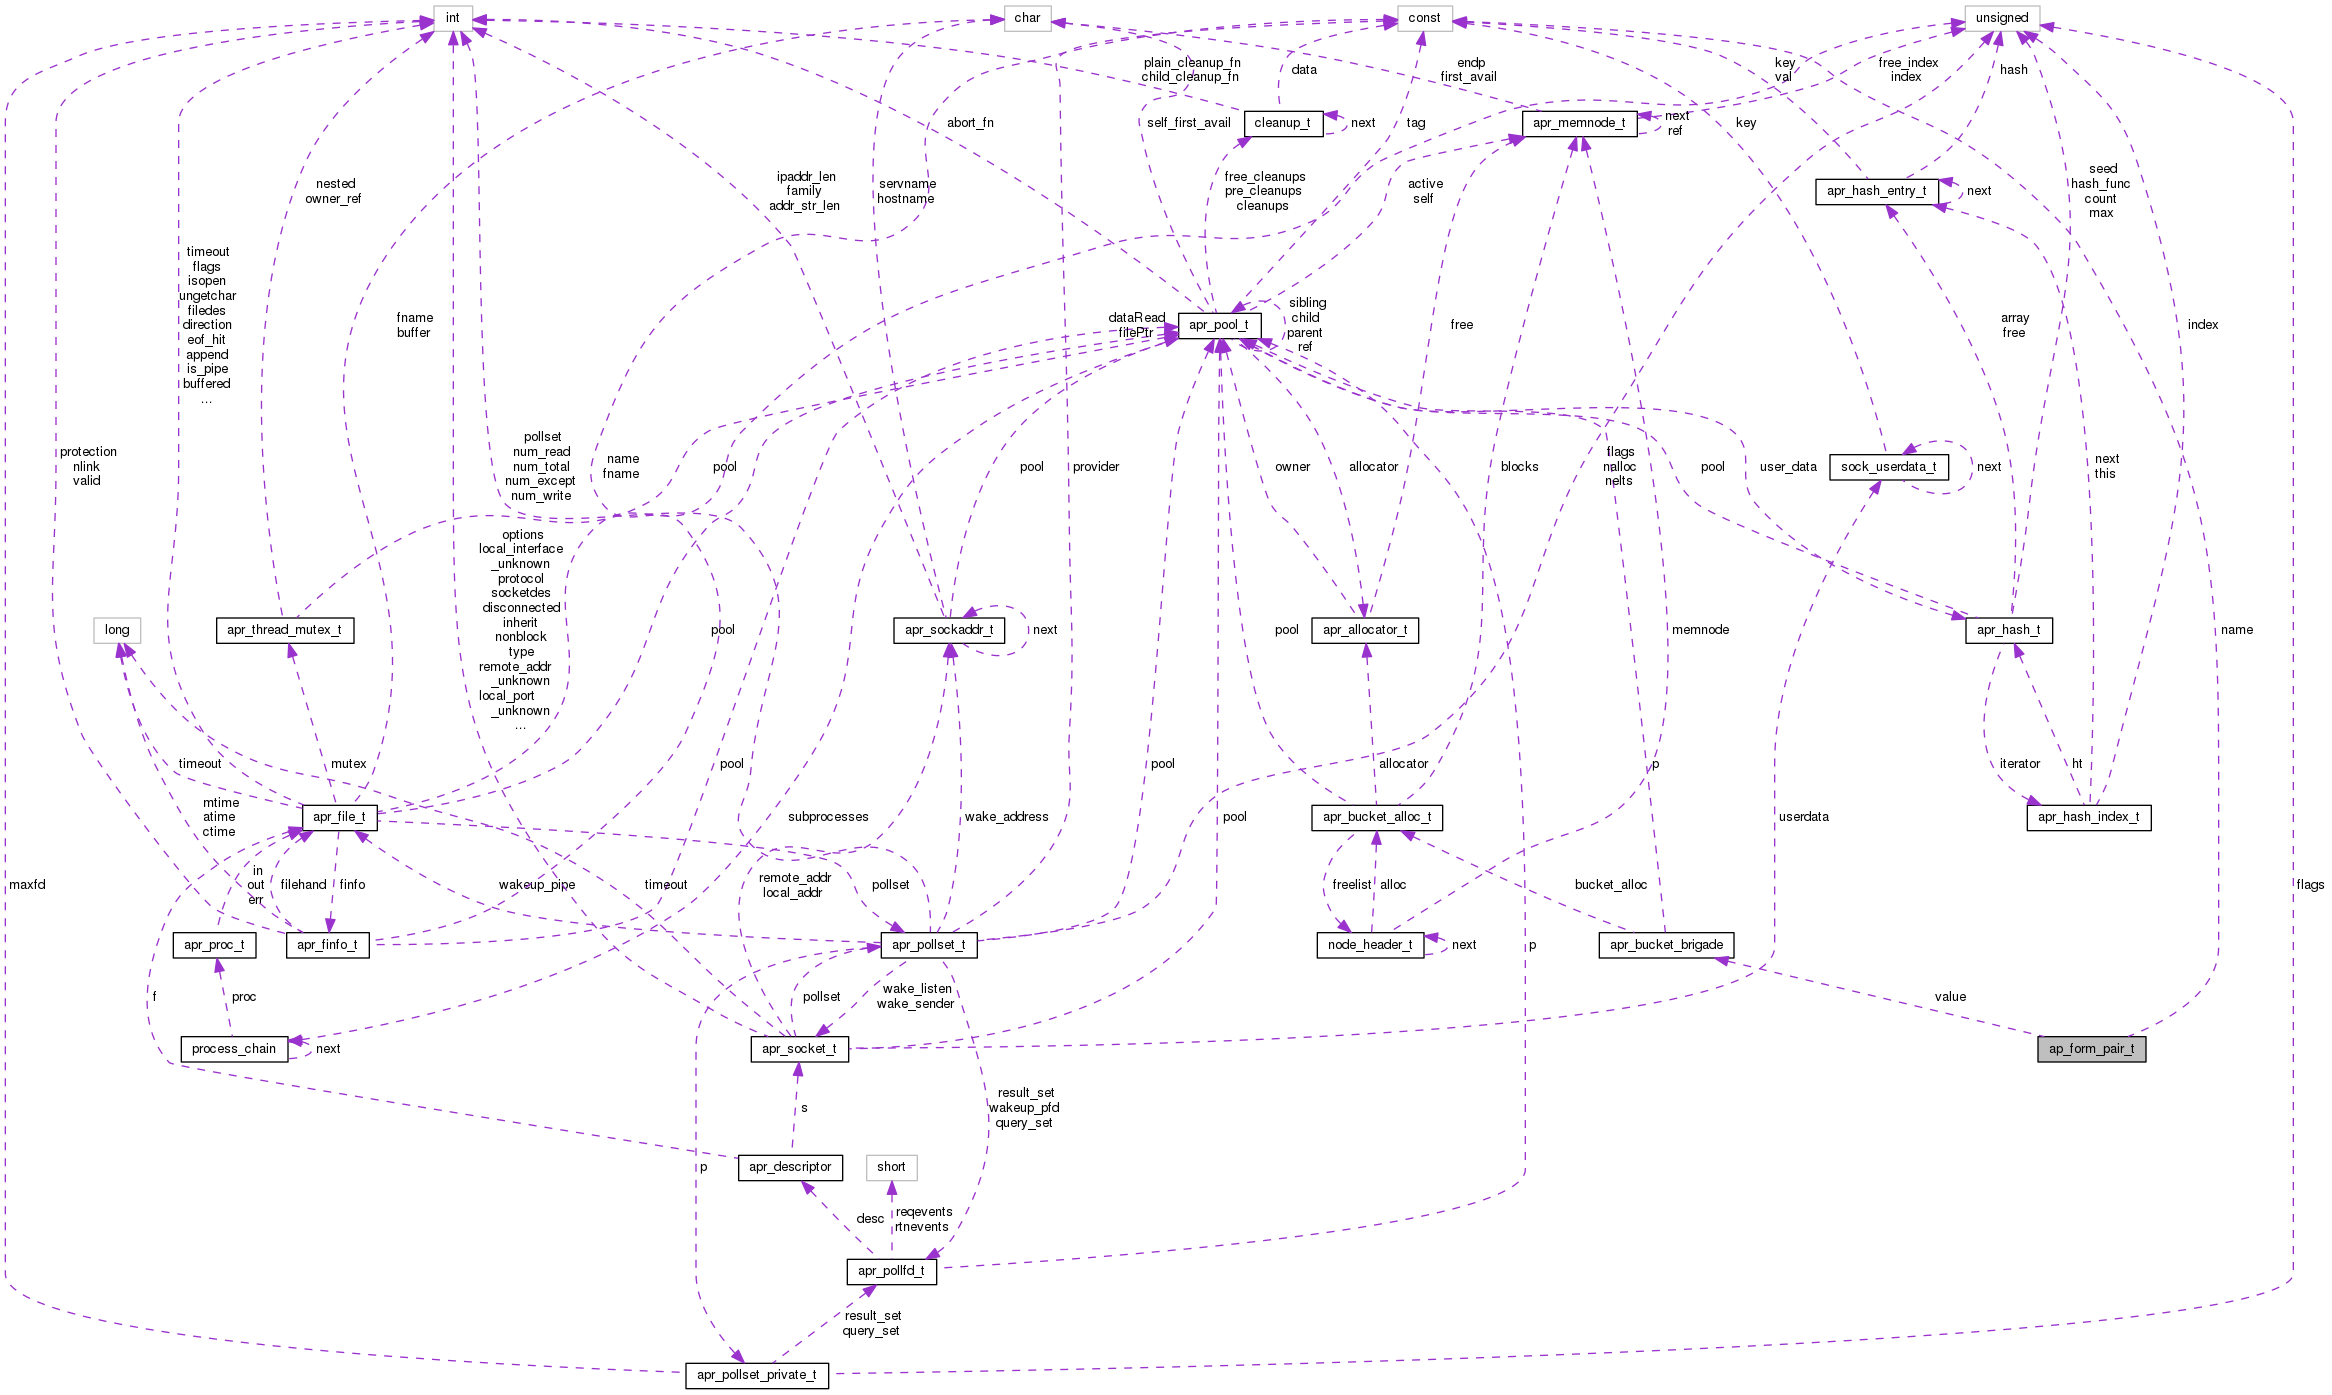 int
char
const
unsigned
plain_cleanup_fn
child_cleanup_fn
data
endp
first_avail
key
val
free_index
index
hash
abort_fn
self_first_avail
cleanup_t
next
tag
apr_memnode_t
next
ref
key
nested
owner_ref
ipaddr_len
family
addr_str_len
servname
hostname
free_cleanups
pre_cleanups
cleanups
active
self
apr_hash_entry_t
next
seed
hash_func
count
max
timeout
flags
isopen
ungetchar
filedes
direction
eof_hit
append
is_pipe
buffered
...
fname
buffer
dataRead
filePtr
apr_pool_t
sibling
child
parent
ref
free
array
free
index
protection
nlink
valid
pollset
num_read
num_total
num_except
num_write
name
fname
pool
pool
provider
owner
allocator
blocks
flags
nalloc
nelts
pool
user_data
sock_userdata_t
next
next
this
options
local_interface
_unknown
protocol
socketdes
disconnected
inherit
nonblock
type
remote_addr
_unknown
local_port
_unknown
...
long
apr_thread_mutex_t
pool
apr_sockaddr_t
next
pool
apr_allocator_t
memnode
apr_hash_t
name
timeout
mutex
pool
pool
allocator
p
iterator
ht
mtime
atime
ctime
apr_file_t
subprocesses
wake_address
pool
apr_bucket_alloc_t
userdata
apr_hash_index_t
maxfd
in
out
err
filehand
finfo
wakeup_pipe
timeout
remote_addr
local_addr
pollset
freelist
alloc
bucket_alloc
flags
apr_proc_t
apr_finfo_t
apr_pollset_t
node_header_t
next
apr_bucket_brigade
p
f
proc
pollset
wake_listen
wake_sender
value
process_chain
next
apr_socket_t
ap_form_pair_t
s
result_set
wakeup_pfd
query_set
p
apr_descriptor
short
desc
reqevents
rtnevents
apr_pollfd_t
result_set
query_set
apr_pollset_private_t